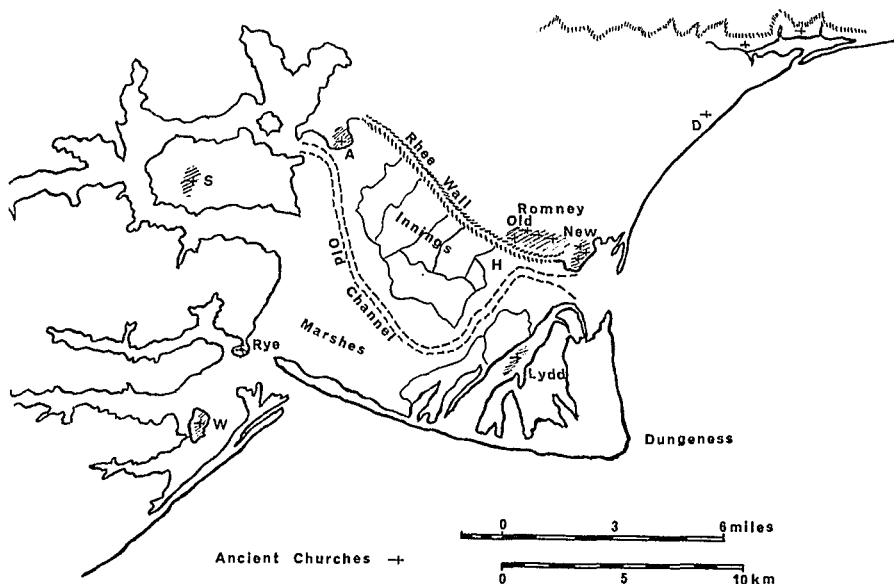 D
A
Rhee Wall
S
Romney
Old
New
Innings
H
Old Channel
Marshes
Rye
Lydd
W
Dungeness
0 3 6 miles
Ancient Churches
0 5 10 km